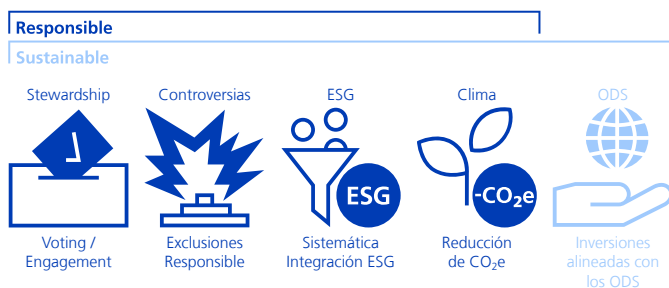 Responsible
Sustainable
Stewardship
Controversias
ESG
Clima
ODS
ESG
-CO₂e
Voting /
Engagement
Exclusiones
Responsible
Sistemática
Integración ESG
Reducción
de CO₂e
Inversiones
alineadas con
los ODS